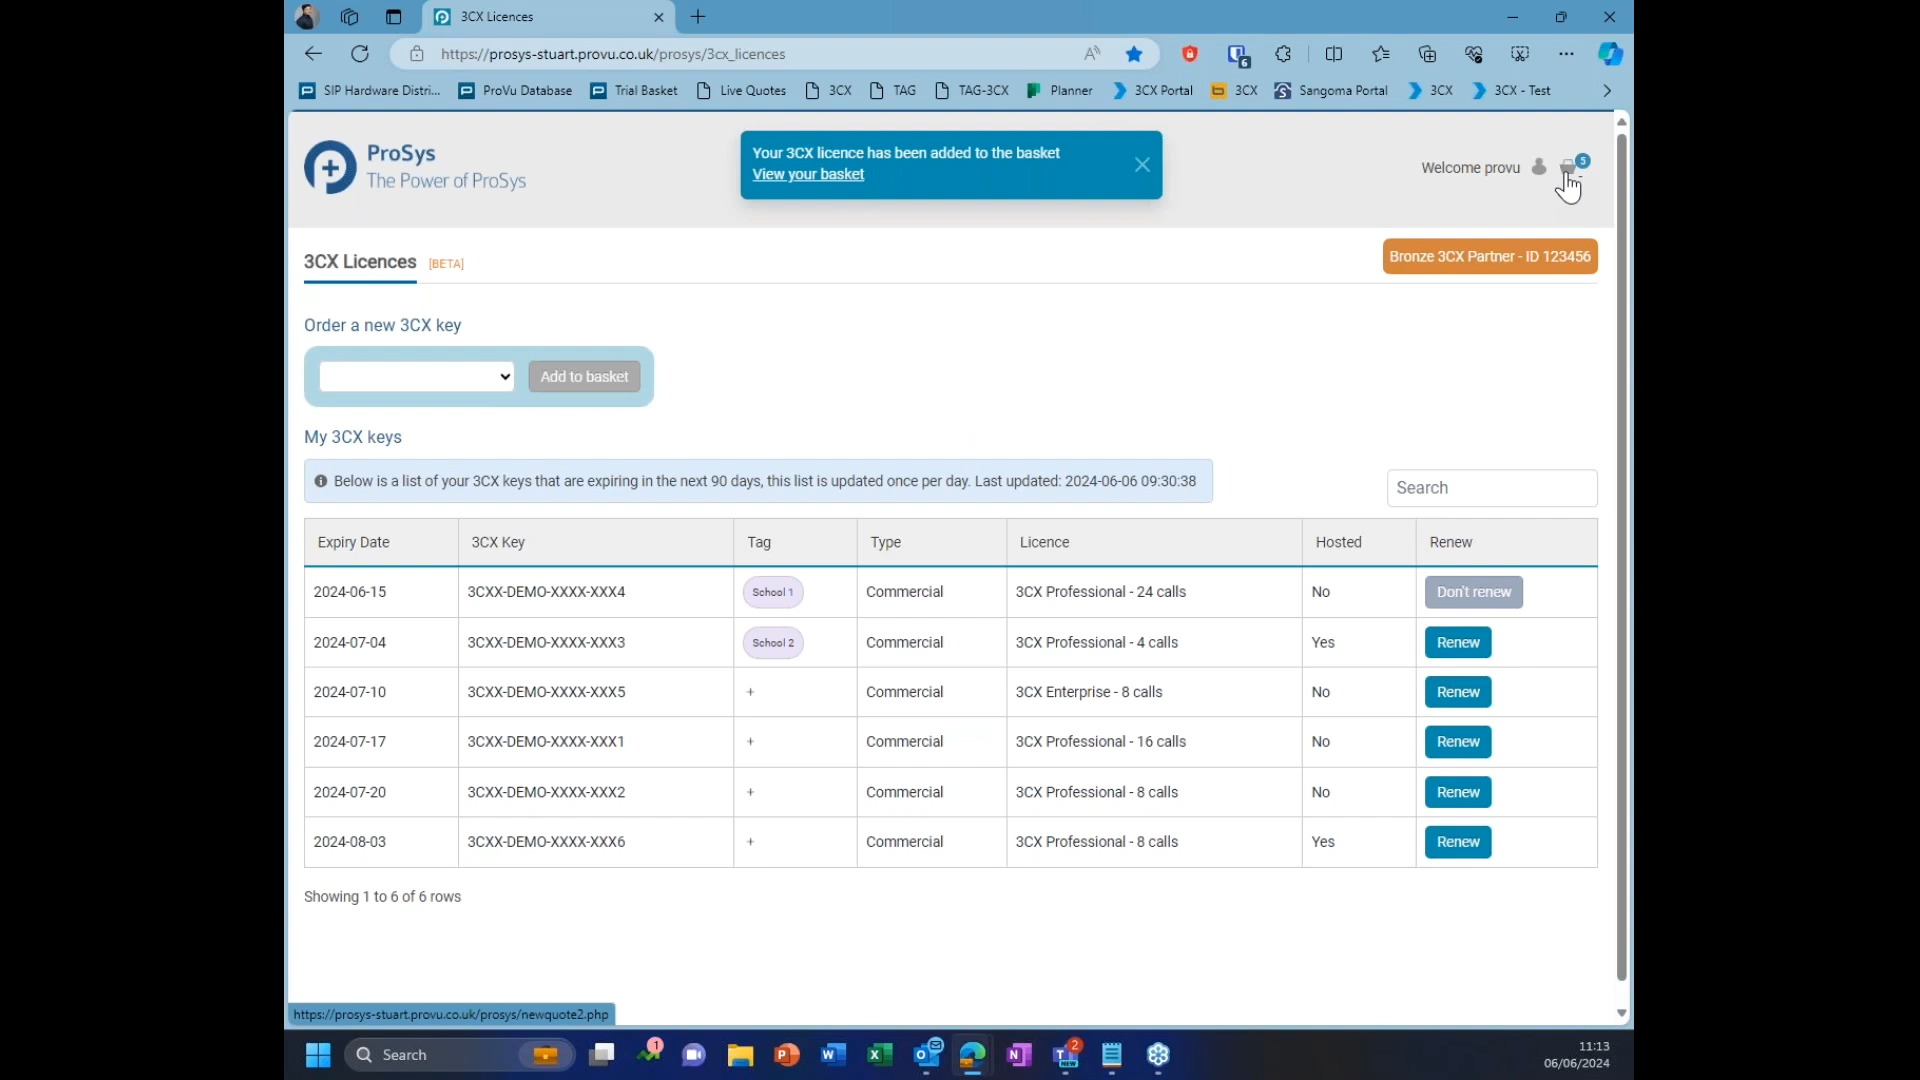 3CX Licences
https://prosys-stuart.provu.co.uk/prosys/3cx_licences
6
SIP Hardware Distri... ProVu Database Trial Basket Live Quotes 3CX TAG TAG-3CX Planner 3CX Portal 3CX Sangoma Portal 3CX 3CX - Test
ProSys
The Power of ProSys
Your 3CX licence has been added to the basket
View your basket
Welcome provu 5
3CX Licences [BETA]
Bronze 3CX Partner - ID 123456
Order a new 3CX key
Add to basket
My 3CX keys
Below is a list of your 3CX keys that are expiring in the next 90 days, this list is updated once per day. Last updated: 2024-06-06 09:30:38
Search
Expiry Date 3CX Key Tag Type Licence Hosted Renew
2024-06-15 3CXX-DEMO-XXXX-XXX4 School 1 Commercial 3CX Professional - 24 calls No Don't renew
2024-07-04 3CXX-DEMO-XXXX-XXX3 School 2 Commercial 3CX Professional - 4 calls Yes Renew
2024-07-10 3CXX-DEMO-XXXX-XXX5 + Commercial 3CX Enterprise - 8 calls No Renew
2024-07-17 3CXX-DEMO-XXXX-XXX1 + Commercial 3CX Professional - 16 calls No Renew
2024-07-20 3CXX-DEMO-XXXX-XXX2 + Commercial 3CX Professional - 8 calls No Renew
2024-08-03 3CXX-DEMO-XXXX-XXX6 + Commercial 3CX Professional - 8 calls Yes Renew
Showing 1 to 6 of 6 rows
https://prosys-stuart.provu.co.uk/prosys/newquote2.php
Search 1 2
11:13
06/06/2024